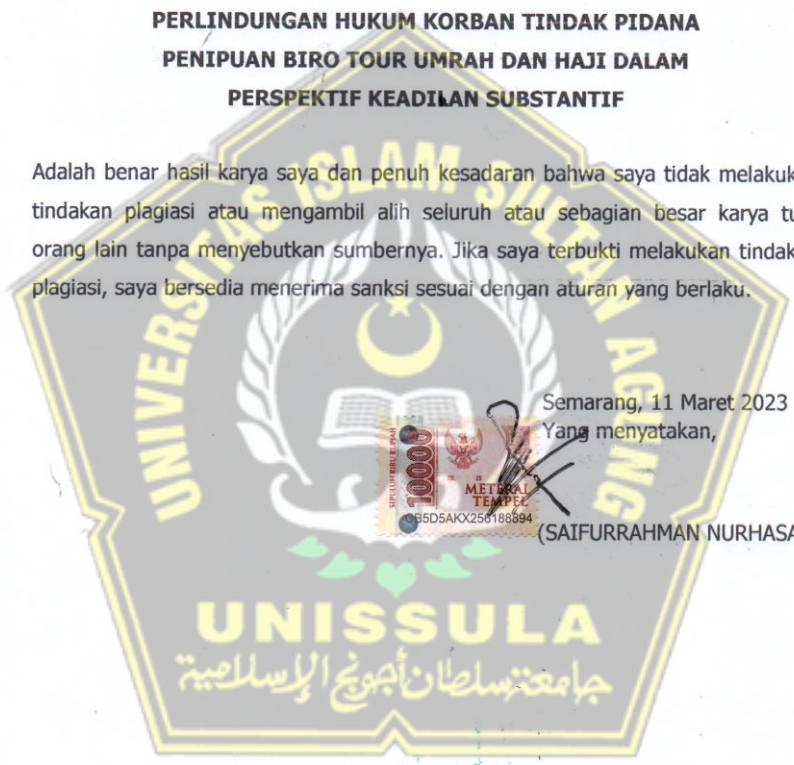 PERLINDUNGAN HUKUM KORBAN TINDAK PIDANA
PENIPUAN BIRO TOUR UMRAH DAN HAJI DALAM
PERSPEKTIF KEADILAN SUBSTANTIF
Adalah benar hasil karya saya dan penuh kesadaran bahwa saya tidak melakuk
tindakan plagiasi atau mengambil alih seluruh atau sebagian besar karya tu
orang lain tanpa menyebutkan sumbernya. Jika saya terbukti melakukan tindak
plagiasi, saya bersedia menerima sanksi sesuai dengan aturan yang berlaku.
UNIVERSITAS ISLAM SULTAN AGUNG
Semarang, 11 Maret 2023
Yang menyatakan,
SEPULUH RIBU RUPIAH
10000
METERAI
TEMPEL
B5D5AKX256188894
(SAIFURRAHMAN NURHASA
UNISSULA
جامعة سلطان أجونج الإسلامية